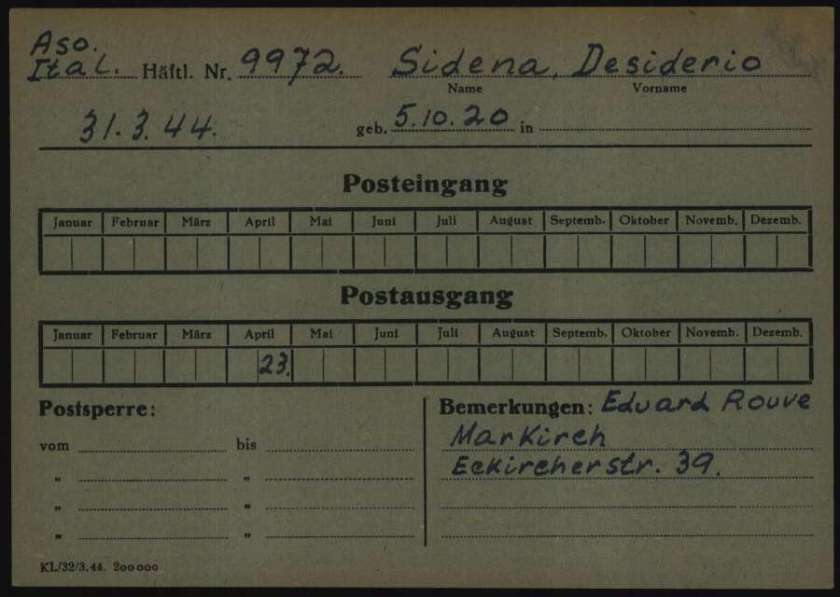 Aso.
Ital. Häftl. Nr. 9972. Sidena, Desiderio
Name Vorname
31.3.44. geb. 5.10.20 in
Posteingang
Januar Februar März April Mai Juni Juli August Septemb. Oktober Novemb. Dezemb.
Postausgang
Januar Februar März April Mai Juni Juli August Septemb. Oktober Novemb. Dezemb.
23.
Postsperre: Bemerkungen: Eduard Rouve
vom bis Markirch
" " Eckircherstr. 39.
" "
" "
KL/32/3.44. 200000